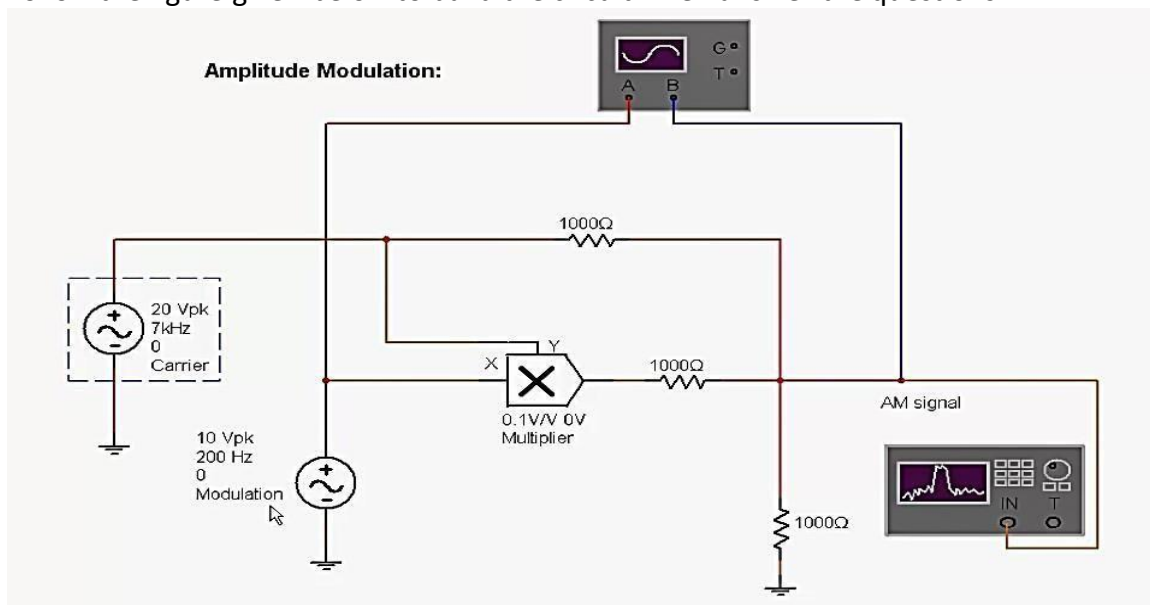 Amplitude Modulation:
G
T
A B
1000Ω
20 Vpk
7kHz
0
Carrier
X
Y
1000Ω
0.1V/V 0V
Multiplier
AM signal
10 Vpk
200 Hz
0
Modulation
IN T
1000Ω